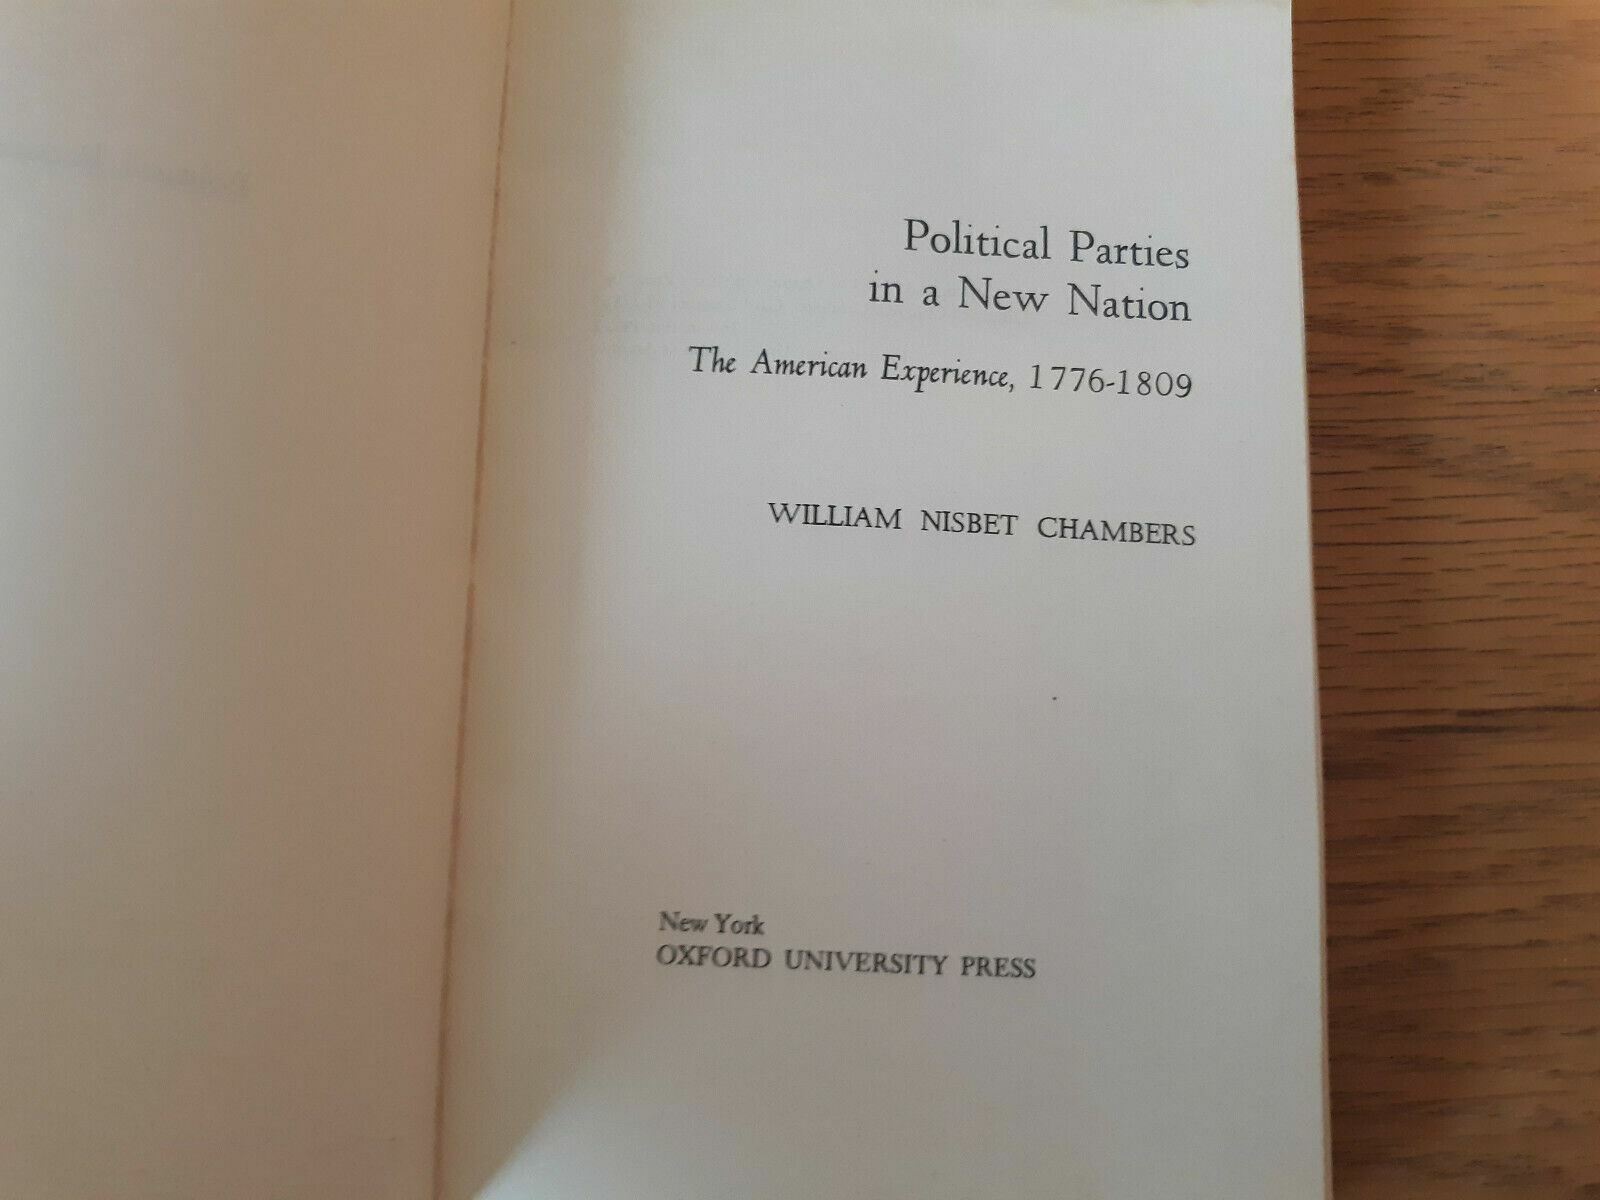 Political Parties
in a New Nation
The American Experience, 1776-1809
WILLIAM NISBET CHAMBERS
New York
OXFORD UNIVERSITY PRESS